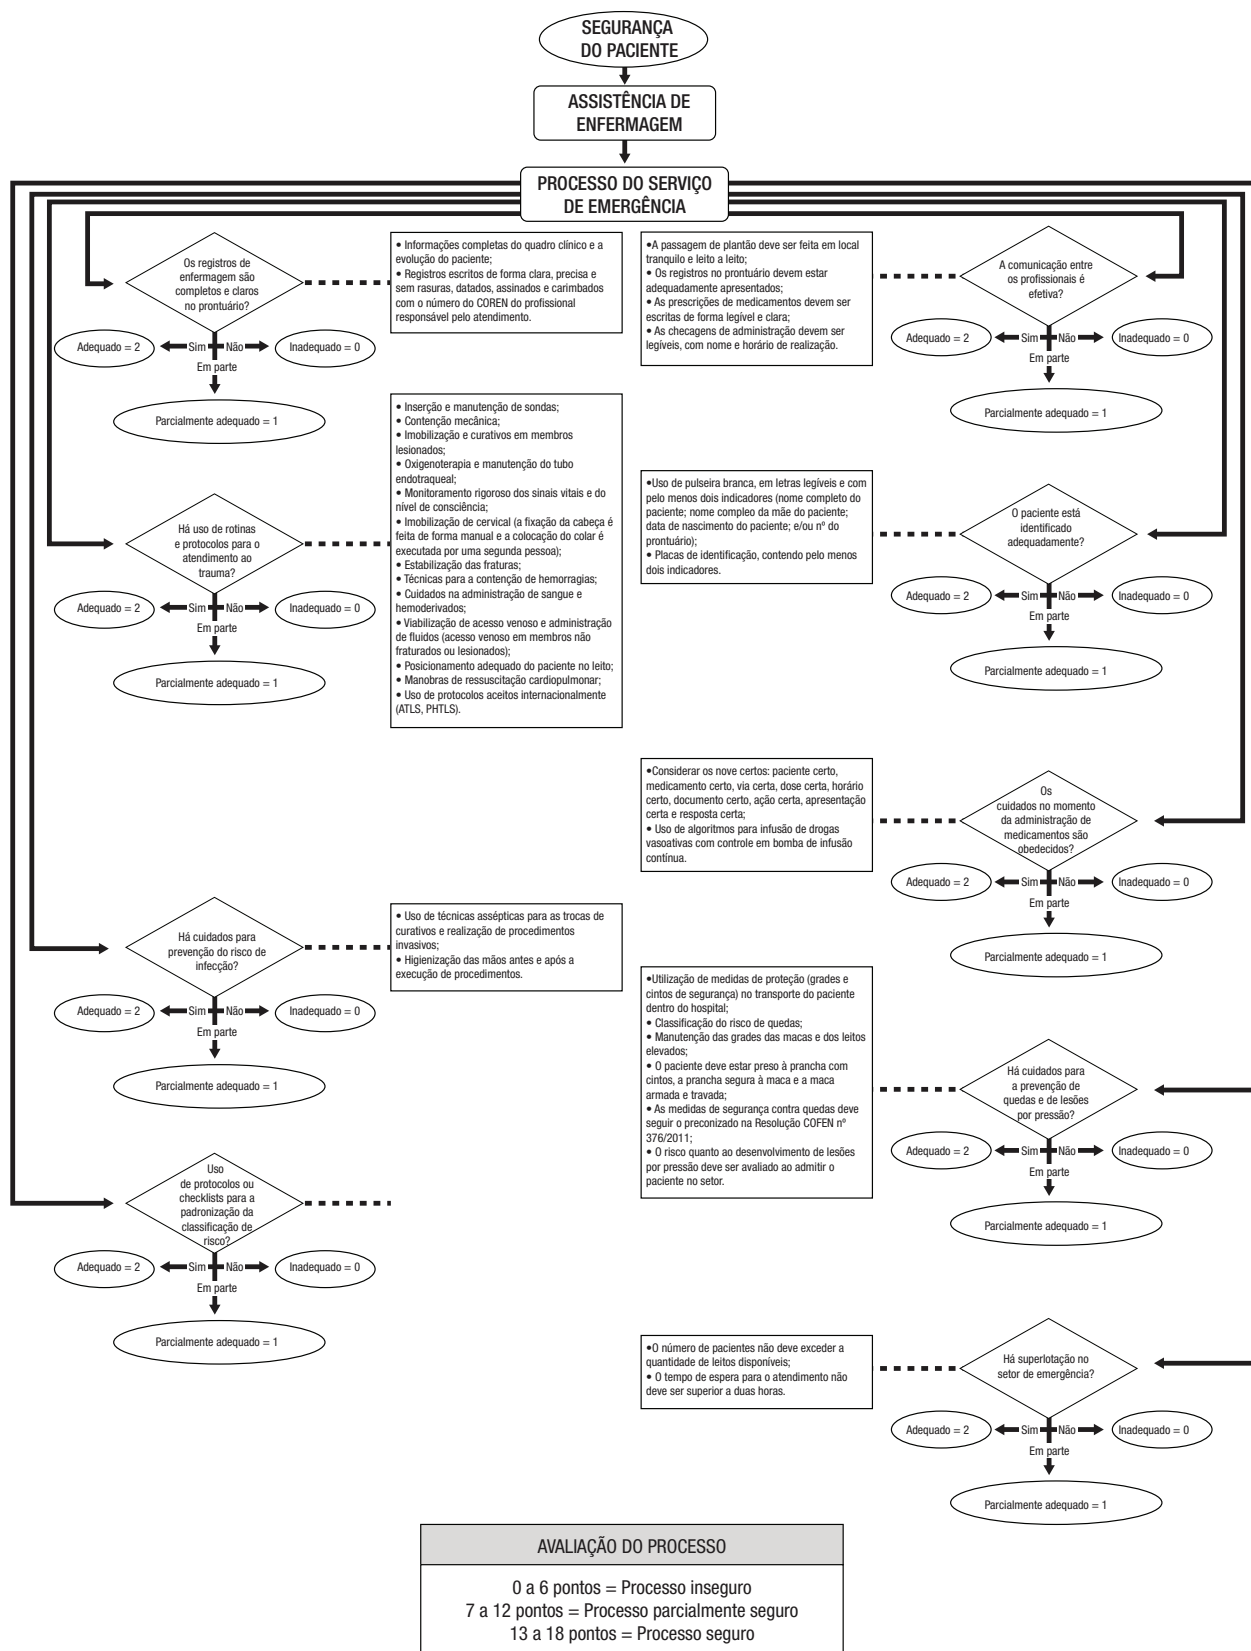 SEGURANÇA
DO PACIENTE
ASSISTÊNCIA DE
ENFERMAGEM
PROCESSO DO SERVIÇO
DE EMERGÊNCIA
Os registros de
enfermagem são
completos e claros
no prontuário?
• Informações completas do quadro clínico e a
evolução do paciente;
• Registros escritos de forma clara, precisa e
sem rasuras, datados, assinados e carimbados
com o número do COREN do profissional
responsável pelo atendimento.
Adequado = 2
Sim
Não
Inadequado = 0
Em parte
Parcialmente adequado = 1
•A passagem de plantão deve ser feita em local
tranquilo e leito a leito;
• Os registros no prontuário devem estar
adequadamente apresentados;
• As prescrições de medicamentos devem ser
escritas de forma legível e clara;
• As checagens de administração devem ser
legíveis, com nome e horário de realização.
A comunicação entre
os profissionais é
efetiva?
Adequado = 2
Sim
Não
Inadequado = 0
Em parte
Parcialmente adequado = 1
Há uso de rotinas
e protocolos para o
atendimento ao
trauma?
• Inserção e manutenção de sondas;
• Contenção mecânica;
• Imobilização e curativos em membros
lesionados;
• Oxigenoterapia e manutenção do tubo
endotraqueal;
• Monitoramento rigoroso dos sinais vitais e do
nível de consciência;
• Imobilização de cervical (a fixação da cabeça é
feita de forma manual e a colocação do colar é
executada por uma segunda pessoa);
• Estabilização das fraturas;
• Técnicas para a contenção de hemorragias;
• Cuidados na administração de sangue e
hemoderivados;
• Viabilização de acesso venoso e administração
de fluidos (acesso venoso em membros não
fraturados ou lesionados);
• Posicionamento adequado do paciente no leito;
• Manobras de ressuscitação cardiopulmonar;
• Uso de protocolos aceitos internacionalmente
(ATLS, PHTLS).
Adequado = 2
Sim
Não
Inadequado = 0
Em parte
Parcialmente adequado = 1
•Uso de pulseira branca, em letras legíveis e com
pelo menos dois indicadores (nome completo do
paciente; nome compleo da mãe do paciente;
data de nascimento do paciente; e/ou nº do
prontuário);
• Placas de identificação, contendo pelo menos
dois indicadores.
O paciente está
identificado
adequadamente?
Adequado = 2
Sim
Não
Inadequado = 0
Em parte
Parcialmente adequado = 1
•Considerar os nove certos: paciente certo,
medicamento certo, via certa, dose certa, horário
certo, documento certo, ação certa, apresentação
certa e resposta certa;
• Uso de algoritmos para infusão de drogas
vasoativas com controle em bomba de infusão
contínua.
Os
cuidados no momento
da administração de
medicamentos são
obedecidos?
Adequado = 2
Sim
Não
Inadequado = 0
Em parte
Parcialmente adequado = 1
Há cuidados para
prevenção do risco de
infecção?
• Uso de técnicas assépticas para as trocas de
curativos e realização de procedimentos
invasivos;
• Higienização das mãos antes e após a
execução de procedimentos.
Adequado = 2
Sim
Não
Inadequado = 0
Em parte
Parcialmente adequado = 1
•Utilização de medidas de proteção (grades e
cintos de segurança) no transporte do paciente
dentro do hospital;
• Classificação do risco de quedas;
• Manutenção das grades das macas e dos leitos
elevados;
• O paciente deve estar preso à prancha com
cintos, a prancha segura à maca e a maca
armada e travada;
• As medidas de segurança contra quedas deve
seguir o preconizado na Resolução COFEN nº
376/2011;
• O risco quanto ao desenvolvimento de lesões
por pressão deve ser avaliado ao admitir o
paciente no setor.
Há cuidados para
a prevenção de
quedas e de lesões
por pressão?
Adequado = 2
Sim
Não
Inadequado = 0
Em parte
Parcialmente adequado = 1
Uso
de protocolos ou
checklists para a
padronização da
classificação de
risco?
Adequado = 2
Sim
Não
Inadequado = 0
Em parte
Parcialmente adequado = 1
•O número de pacientes não deve exceder a
quantidade de leitos disponíveis;
• O tempo de espera para o atendimento não
deve ser superior a duas horas.
Há superlotação no
setor de emergência?
Adequado = 2
Sim
Não
Inadequado = 0
Em parte
Parcialmente adequado = 1
AVALIAÇÃO DO PROCESSO
0 a 6 pontos = Processo inseguro
7 a 12 pontos = Processo parcialmente seguro
13 a 18 pontos = Processo seguro